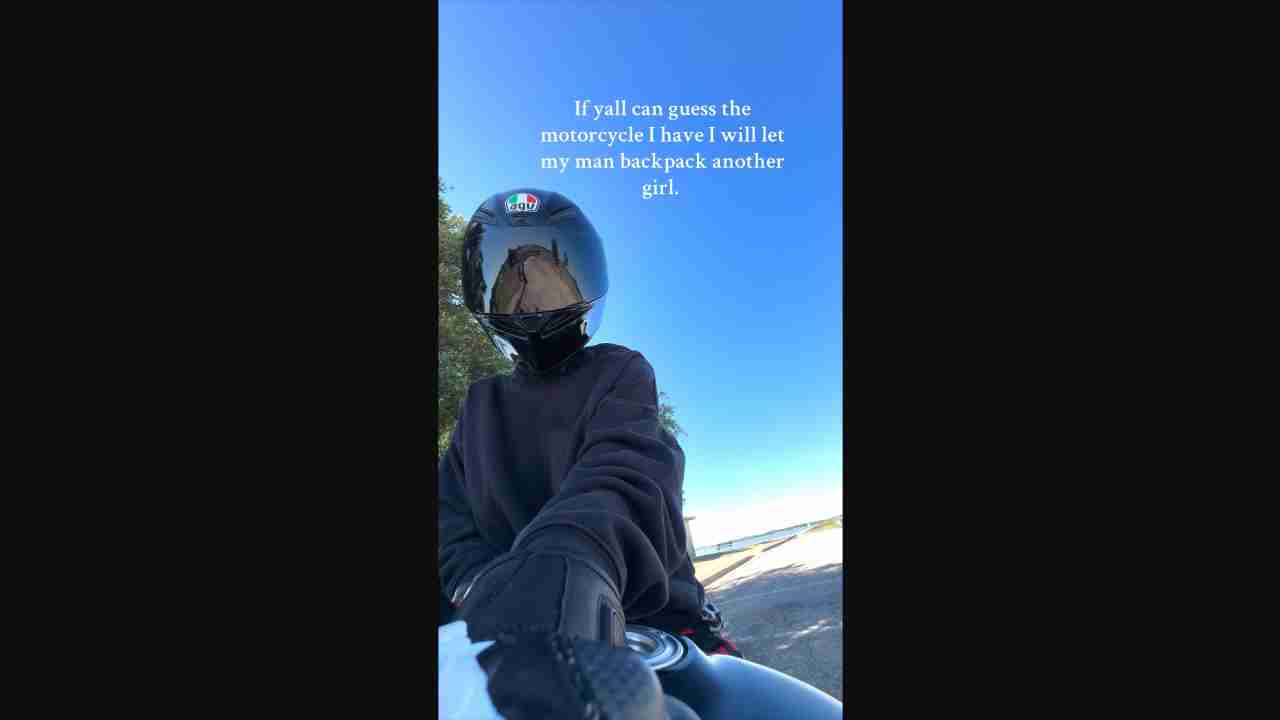 If yall can guess the
motorcycle I have I will let
my man backpack another
girl.
agv